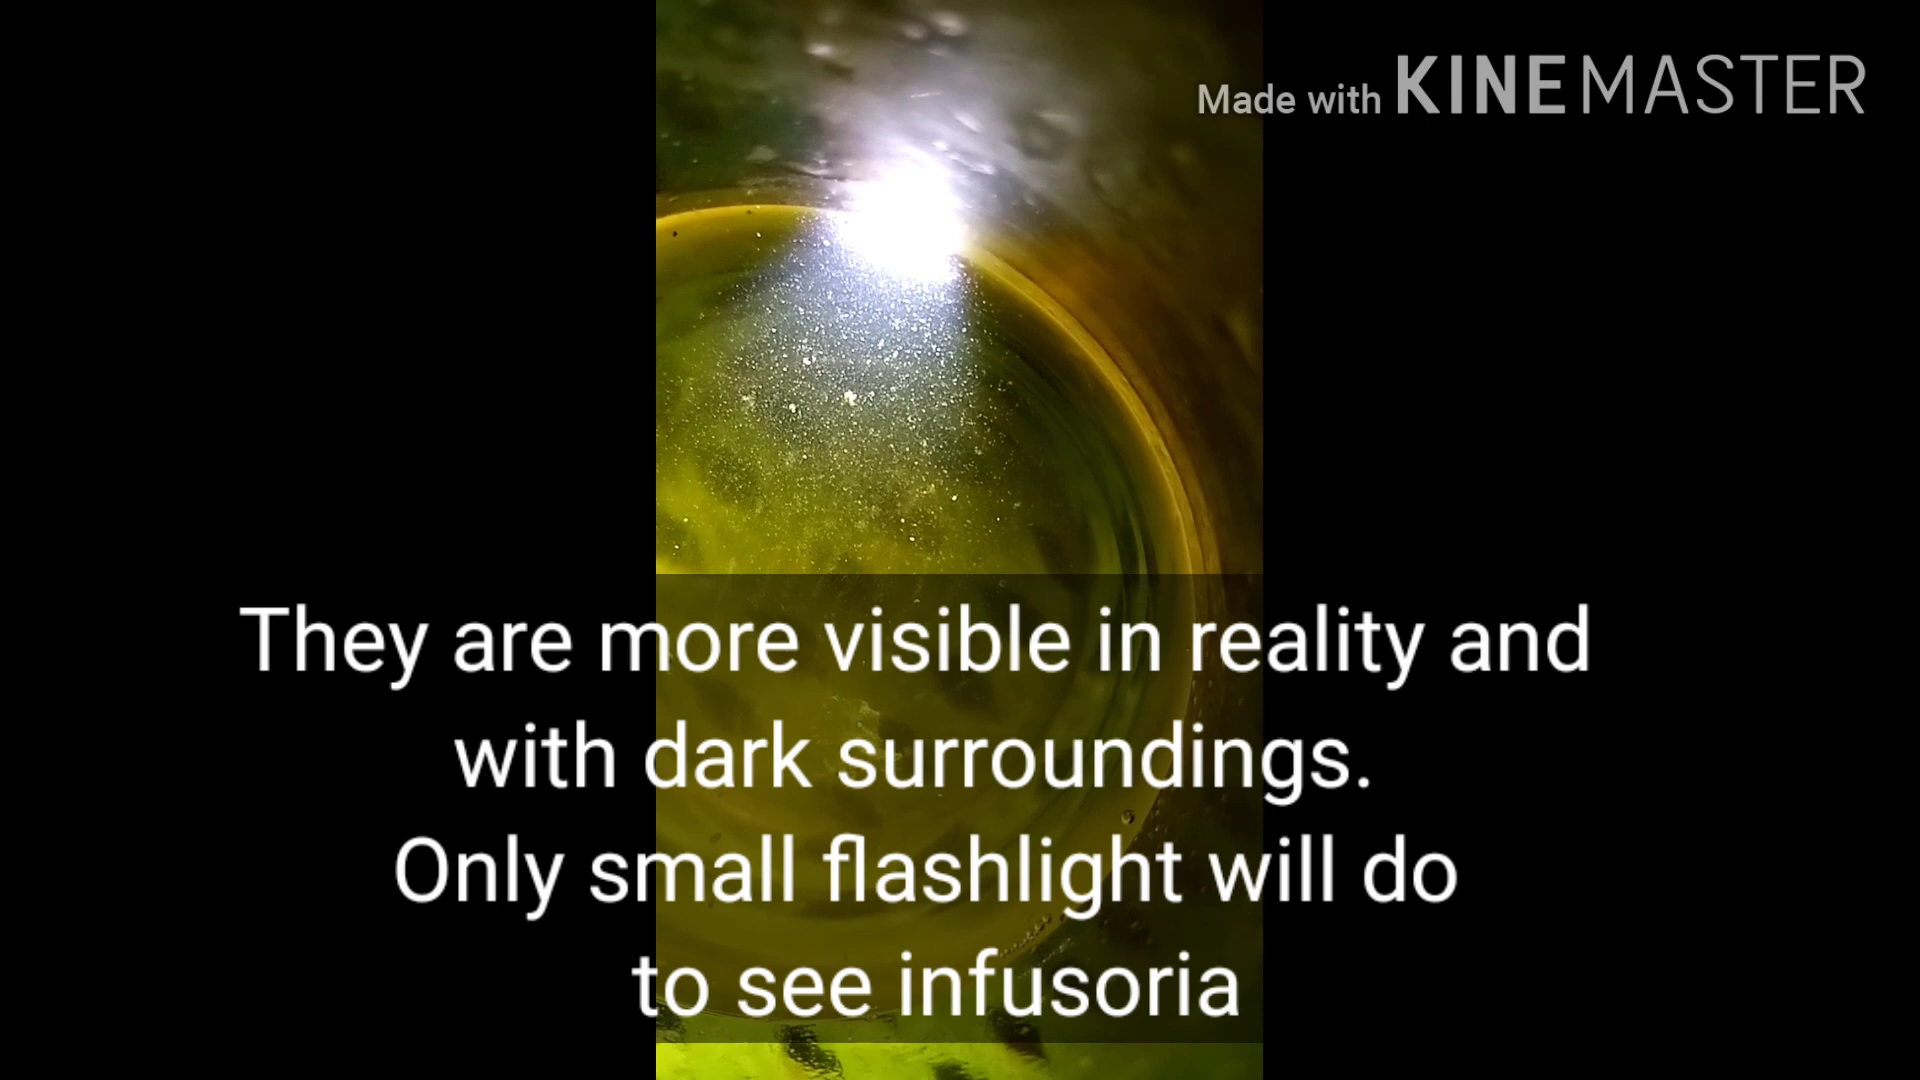 Made with KINEMASTER
They are more visible in reality and
with dark surroundings.
Only small flashlight will do
to see infusoria